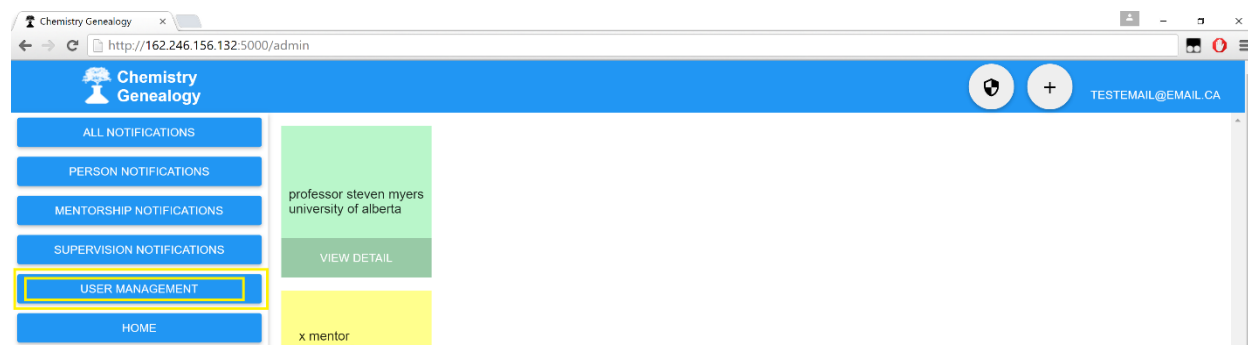 Chemistry Genealogy
http://162.246.156.132:5000/admin
Chemistry
Genealogy
TESTEMAIL@EMAIL.CA
ALL NOTIFICATIONS
PERSON NOTIFICATIONS
MENTORSHIP NOTIFICATIONS
SUPERVISION NOTIFICATIONS
USER MANAGEMENT
HOME
professor steven myers
university of alberta
VIEW DETAIL
x mentor